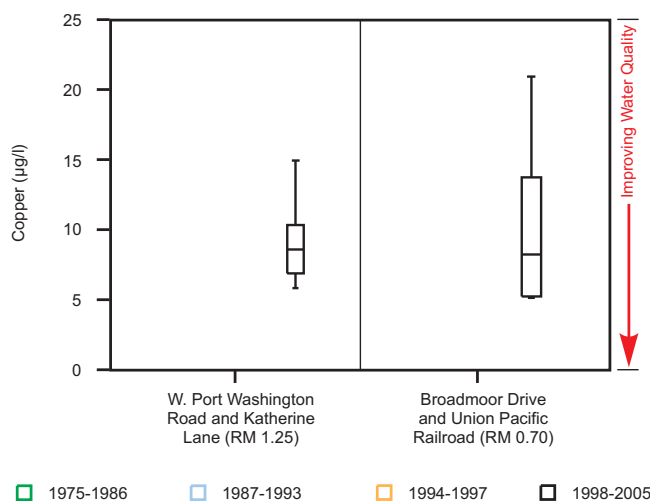 25
20
15
10
5
0
Copper (µg/l)
Improving Water Quality
W. Port Washington
Road and Katherine
Lane (RM 1.25)
Broadmoor Drive
and Union Pacific
Railroad (RM 0.70)
1975-1986
1987-1993
1994-1997
1998-2005